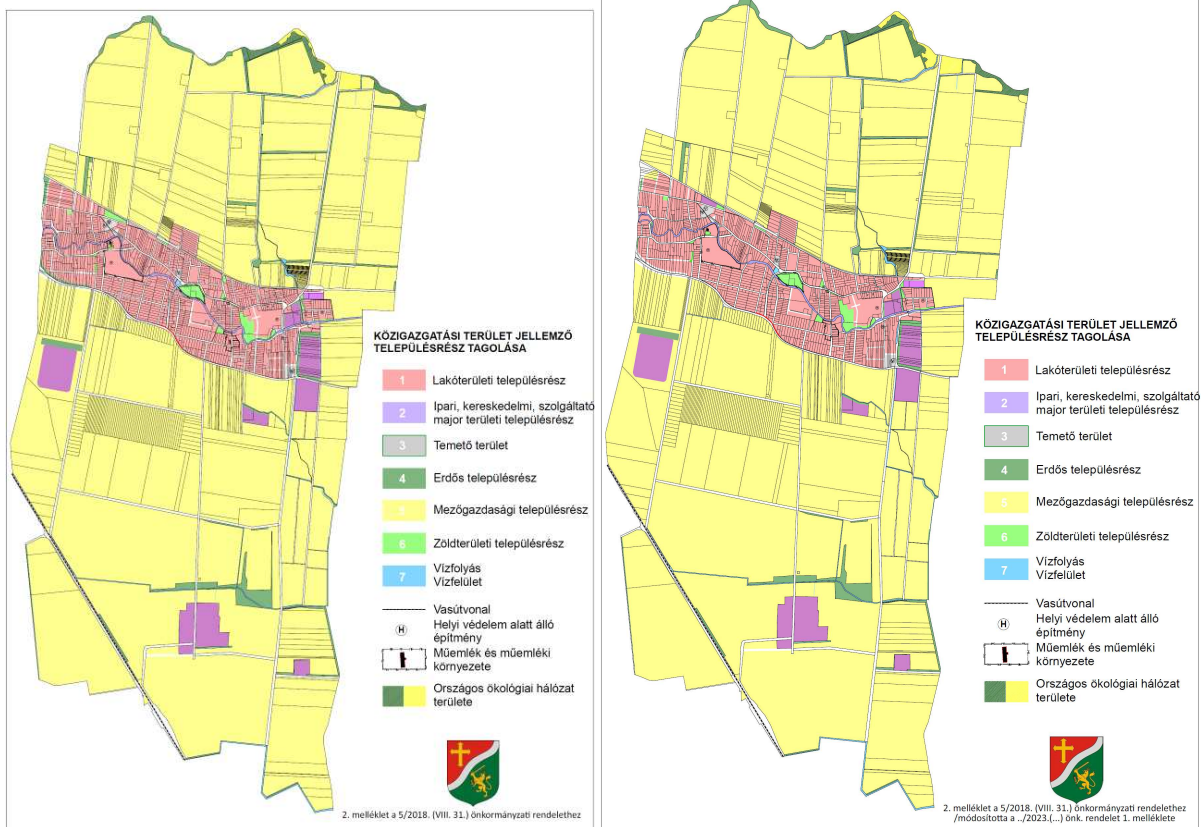 KÖZIGAZGATÁSI TERÜLET JELLEMZŐ
TELEPÜLÉSRÉSZ TAGOLÁSA
1 Lakóterületi településrész
2 Ipari, kereskedelmi, szolgáltató
major területi településrész
3 Temető terület
4 Erdős településrész
5 Mezőgazdasági településrész
6 Zöldterületi településrész
7 Vízfolyás
Vízfelület
Vasútvonal
H Helyi védelem alatt álló
építmény
Műemlék és műemléki
környezete
Országos ökológiai hálózat
területe
2. melléklet a 5/2018. (VIII. 31.) önkormányzati rendelethez
KÖZIGAZGATÁSI TERÜLET JELLEMZŐ
TELEPÜLÉSRÉSZ TAGOLÁSA
1 Lakóterületi településrész
2 Ipari, kereskedelmi, szolgáltató
major területi településrész
3 Temető terület
4 Erdős településrész
5 Mezőgazdasági településrész
6 Zöldterületi településrész
7 Vízfolyás
Vízfelület
Vasútvonal
H Helyi védelem alatt álló
építmény
Műemlék és műemléki
környezete
Országos ökológiai hálózat
területe
2. melléklet a 5/2018. (VIII. 31.) önkormányzati rendelethez
/módosította a ../2023.(...) önk. rendelet 1. melléklete